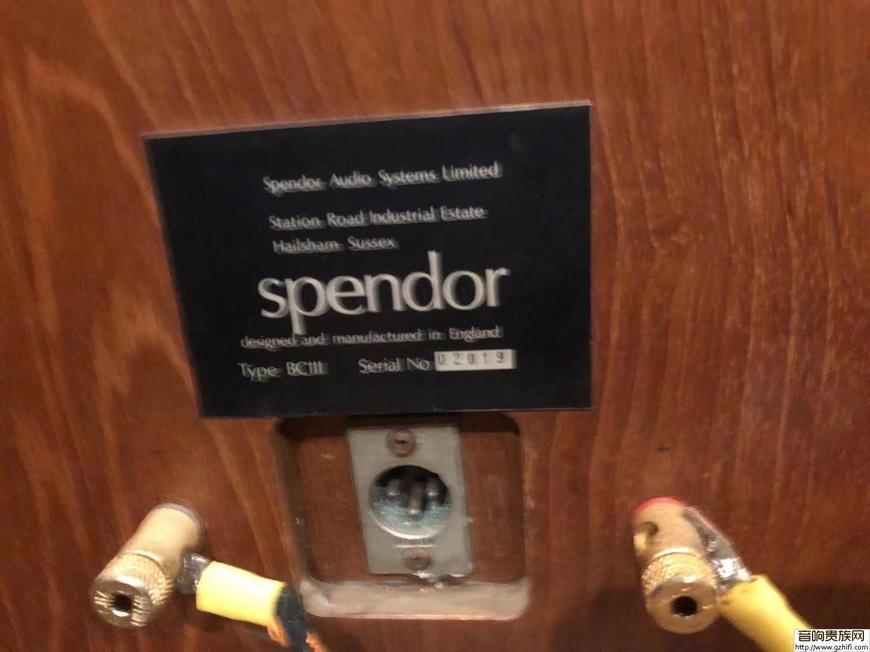 Spendor Audio Systems Limited
Station Road Industrial Estate
Hailsham Sussex
spendor
designed and manufactured in England
Type BCIII Serial No 02019
音响贵族网
http://www.gzhifi.com